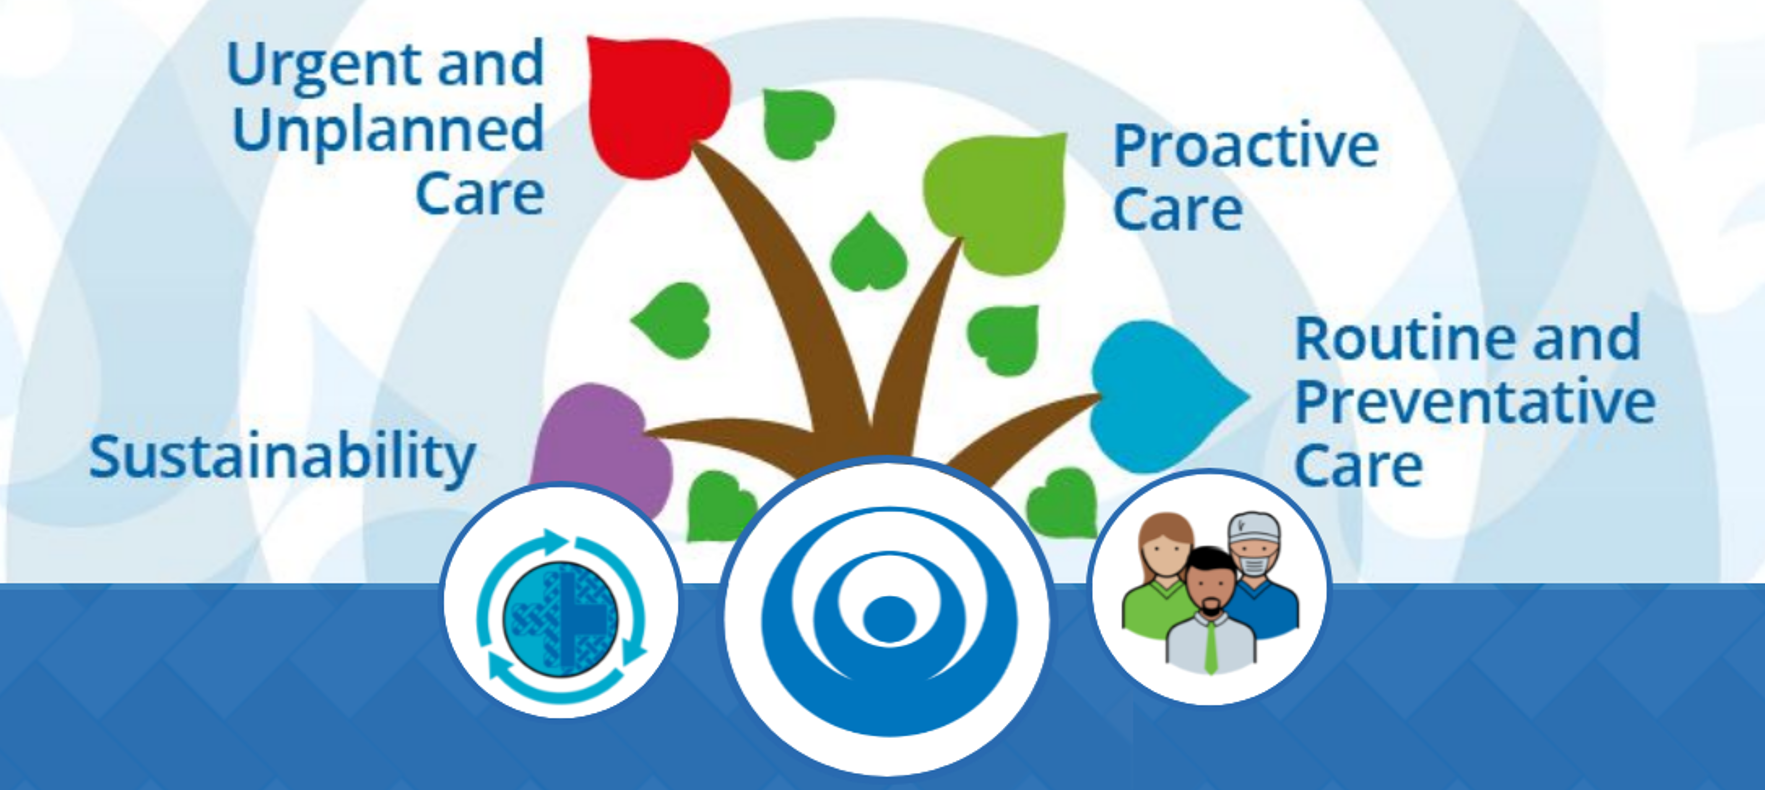 Urgent and
Unplanned
Care
Proactive
Care
Routine and
Preventative
Care
Sustainability